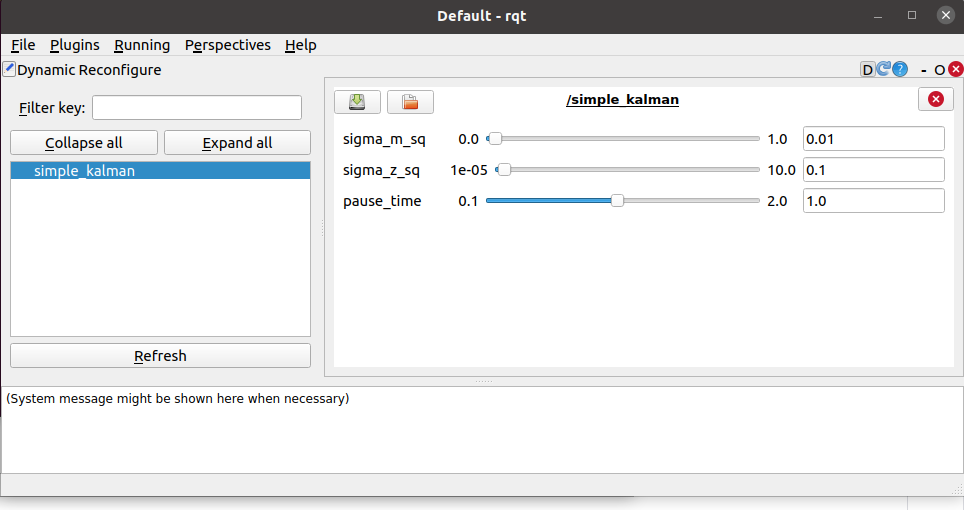 Default - rqt
File Plugins Running Perspectives Help
Dynamic Reconfigure D ? - O
Filter key:
Collapse all Expand all
simple_kalman
Refresh
/simple_kalman
sigma_m_sq 0.0 1.0 0.01
sigma_z_sq 1e-05 10.0 0.1
pause_time 0.1 2.0 1.0
(System message might be shown here when necessary)